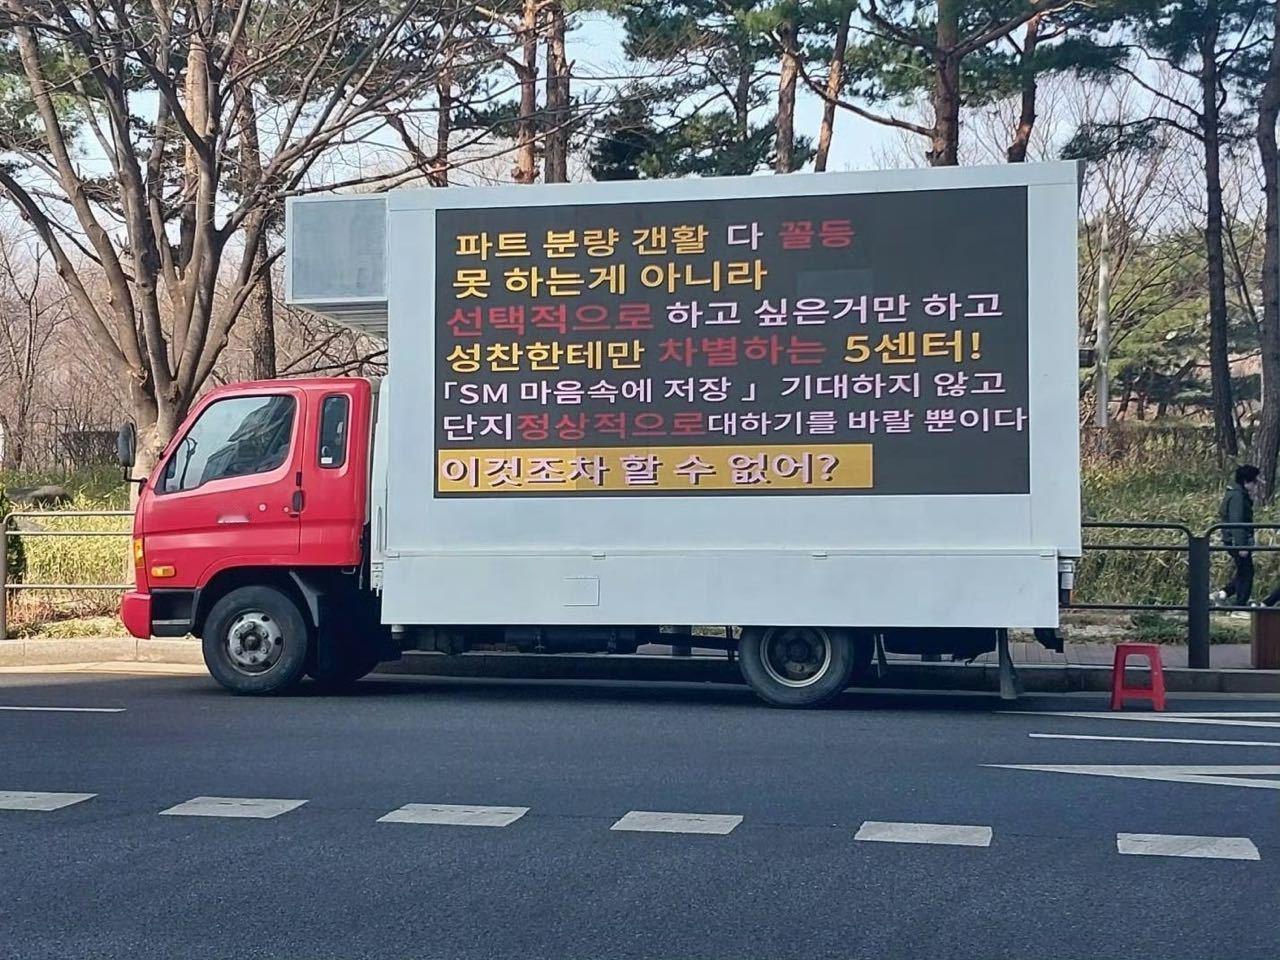 파트 분량 갠활 다 꼴등
못 하는게 아니라
선택적으로 하고 싶은거만 하고
성찬한테만 차별하는 5센터!
「SM 마음속에 저장」 기대하지 않고
단지정상적으로대하기를 바랄 뿐이다
이것조차 할 수 없어?